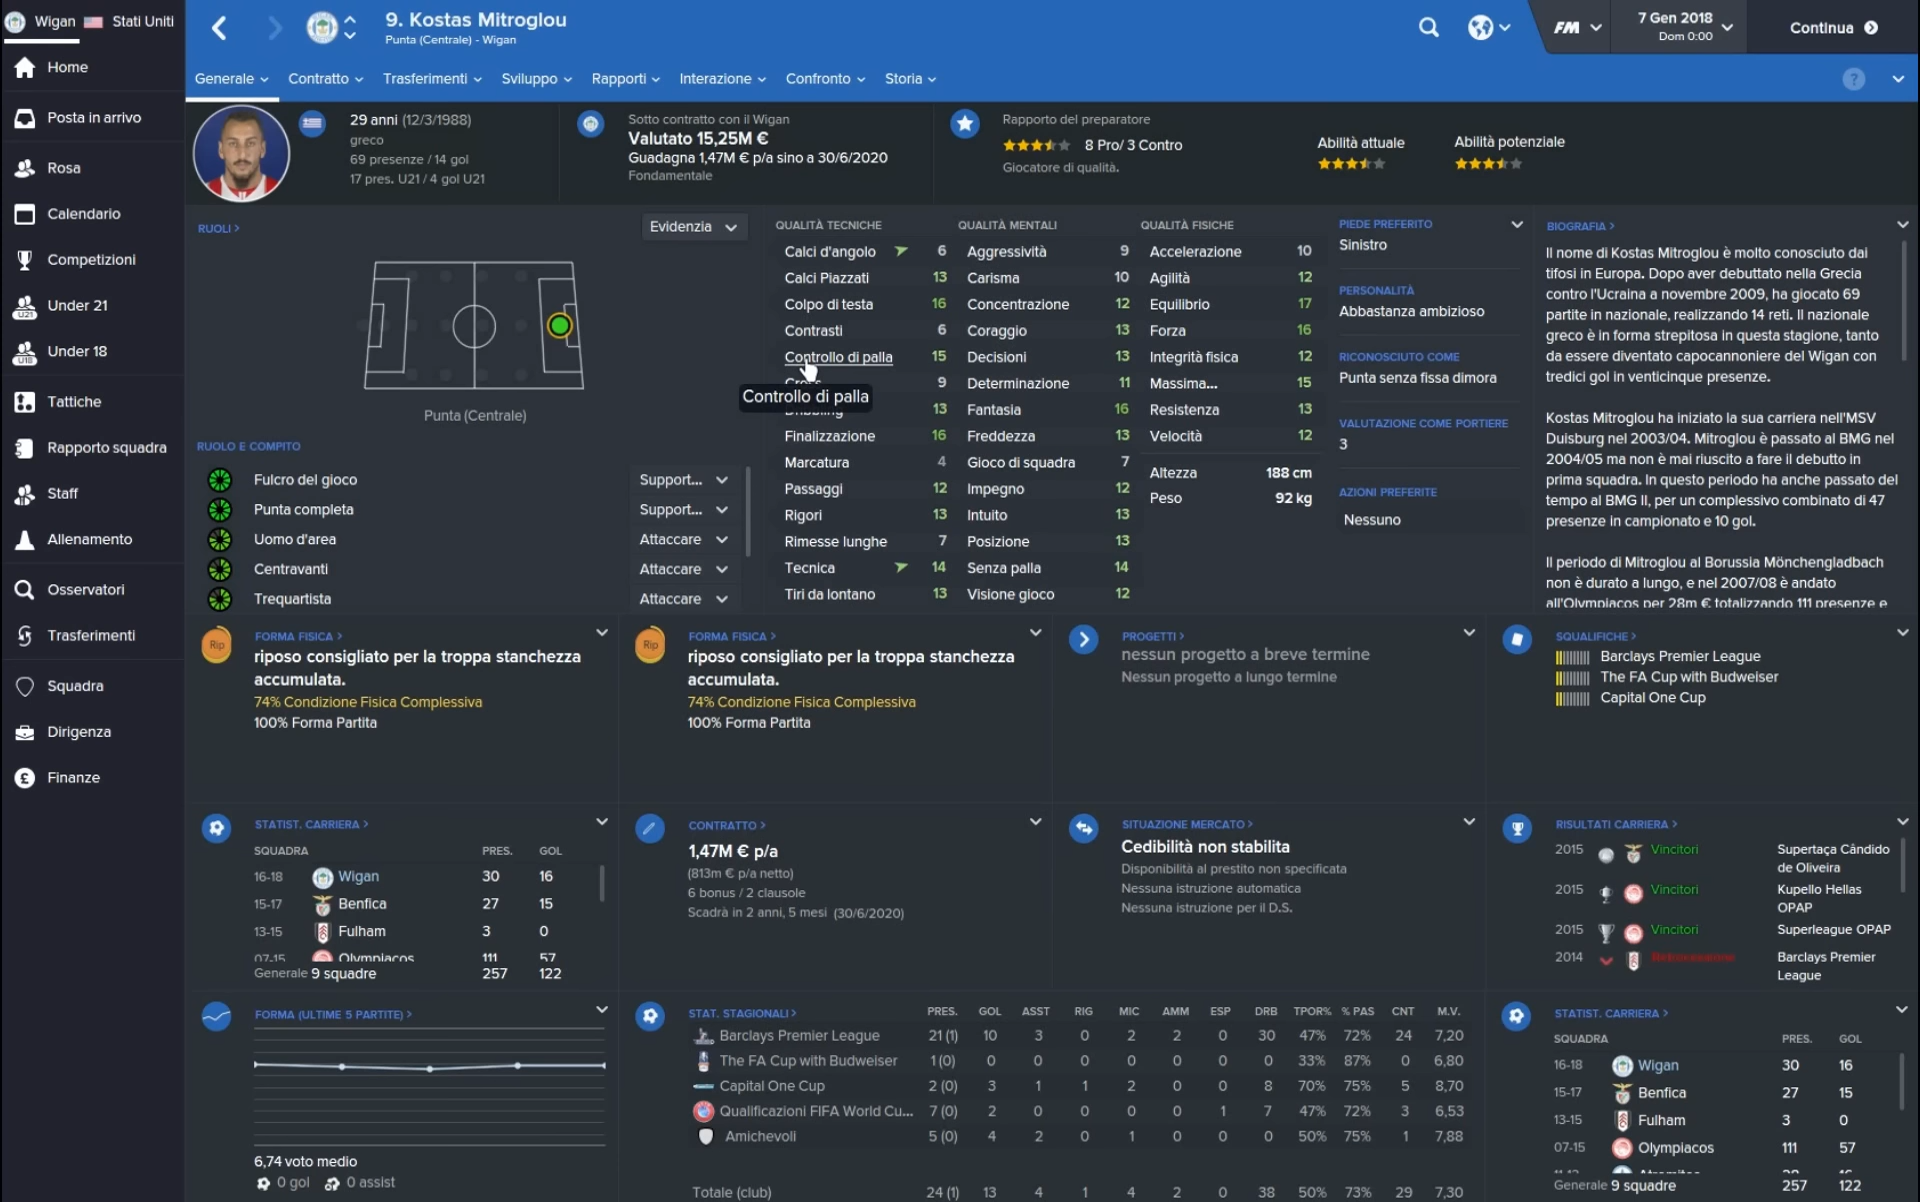 Wigan Stati Uniti
9. Kostas Mitroglou
Punta (Centrale) - Wigan
FM
7 Gen 2018
Dom 0:00
Continua
Generale Contratto Trasferimenti Sviluppo Rapporti Interazione Confronto Storia
?
Home
Posta in arrivo
Rosa
Calendario
Competizioni
Under 21
Under 18
Tattiche
Rapporto squadra
Staff
Allenamento
Osservatori
Trasferimenti
Squadra
Dirigenza
Finanze
29 anni (12/3/1988)
greco
69 presenze / 14 gol
17 pres. U21 / 4 gol U21
Sotto contratto con il Wigan
Valutato 15,25M €
Guadagna 1,47M € p/a sino a 30/6/2020
Fondamentale
Rapporto del preparatore
8 Pro/ 3 Contro
Giocatore di qualità.
Abilità attuale
Abilità potenziale
RUOLI >
Evidenzia
Punta (Centrale)
RUOLO E COMPITO
Fulcro del gioco Support...
Punta completa Support...
Uomo d'area Attaccare
Centravanti Attaccare
Trequartista Attaccare
QUALITÀ TECNICHE
Calci d'angolo 6
Calci Piazzati 13
Colpo di testa 16
Contrasti 6
Controllo di palla 15
Cross 9
Controllo di palla
Dribbling 13
Finalizzazione 16
Marcatura 4
Passaggi 12
Rigori 13
Rimesse lunghe 7
Tecnica 14
Tiri da lontano 13
QUALITÀ MENTALI
Aggressività 9
Carisma 10
Concentrazione 12
Coraggio 13
Decisioni 13
Determinazione 11
Fantasia 16
Freddezza 13
Gioco di squadra 7
Impegno 12
Intuito 13
Posizione 13
Senza palla 14
Visione gioco 12
QUALITÀ FISICHE
Accelerazione 10
Agilità 12
Equilibrio 17
Forza 16
Integrità fisica 12
Massima... 15
Resistenza 13
Velocità 12
Altezza 188 cm
Peso 92 kg
PIEDE PREFERITO
Sinistro
PERSONALITÀ
Abbastanza ambizioso
RICONOSCIUTO COME
Punta senza fissa dimora
VALUTAZIONE COME PORTIERE
3
AZIONI PREFERITE
Nessuno
BIOGRAFIA >
Il nome di Kostas Mitroglou è molto conosciuto dai
tifosi in Europa. Dopo aver debuttato nella Grecia
contro l'Ucraina a novembre 2009, ha giocato 69
partite in nazionale, realizzando 14 reti. Il nazionale
greco è in forma strepitosa in questa stagione, tanto
da essere diventato capocannoniere del Wigan con
tredici gol in venticinque presenze.
Kostas Mitroglou ha iniziato la sua carriera nell'MSV
Duisburg nel 2003/04. Mitroglou è passato al BMG nel
2004/05 ma non è mai riuscito a fare il debutto in
prima squadra. In questo periodo ha anche passato del
tempo al BMG II, per un complessivo combinato di 47
presenze in campionato e 10 gol.
Il periodo di Mitroglou al Borussia Mönchengladbach
non è durato a lungo, e nel 2007/08 è andato
all'Olympiacos per 28m € totalizzando 111 presenze e
Rip
FORMA FISICA >
riposo consigliato per la troppa stanchezza
accumulata.
74% Condizione Fisica Complessiva
100% Forma Partita
Rip
FORMA FISICA >
riposo consigliato per la troppa stanchezza
accumulata.
74% Condizione Fisica Complessiva
100% Forma Partita
PROGETTI >
nessun progetto a breve termine
Nessun progetto a lungo termine
SQUALIFICHE >
Barclays Premier League
The FA Cup with Budweiser
Capital One Cup
STATIST. CARRIERA >
SQUADRA PRES. GOL
16-18 Wigan 30 16
15-17 Benfica 27 15
13-15 Fulham 3 0
07-15 Olympiacos 111 57
Generale 9 squadre 257 122
CONTRATTO >
1,47M € p/a
(813m € p/a netto)
6 bonus / 2 clausole
Scadrà in 2 anni, 5 mesi (30/6/2020)
SITUAZIONE MERCATO >
Cedibilità non stabilita
Disponibilità al prestito non specificata
Nessuna istruzione automatica
Nessuna istruzione per il D.S.
RISULTATI CARRIERA >
2015 Vincitori Supertaça Cândido
de Oliveira
2015 Vincitori Kupello Hellas
OPAP
2015 Vincitori Superleague OPAP
2014 Barclays Premier
League
FORMA (ULTIME 5 PARTITE) >
6,74 voto medio
0 gol 0 assist
STAT. STAGIONALI > PRES. GOL ASST RIG MIC AMM ESP DRB TPOR% % PAS CNT M.V.
Barclays Premier League 21 (1) 10 3 0 2 2 0 30 47% 72% 24 7,20
The FA Cup with Budweiser 1 (0) 0 0 0 0 0 0 0 33% 87% 0 6,80
Capital One Cup 2 (0) 3 1 1 2 0 0 8 70% 75% 5 8,70
Qualificazioni FIFA World Cu... 7 (0) 2 0 0 0 0 1 7 47% 72% 3 6,53
Amichevoli 5 (0) 4 2 0 1 0 0 0 50% 75% 1 7,88
Totale (club) 24 (1) 13 4 1 4 2 0 38 50% 73% 29 7,30
STATIST. CARRIERA >
SQUADRA PRES. GOL
16-18 Wigan 30 16
15-17 Benfica 27 15
13-15 Fulham 3 0
07-15 Olympiacos 111 57
Generale 9 squadre 257 122